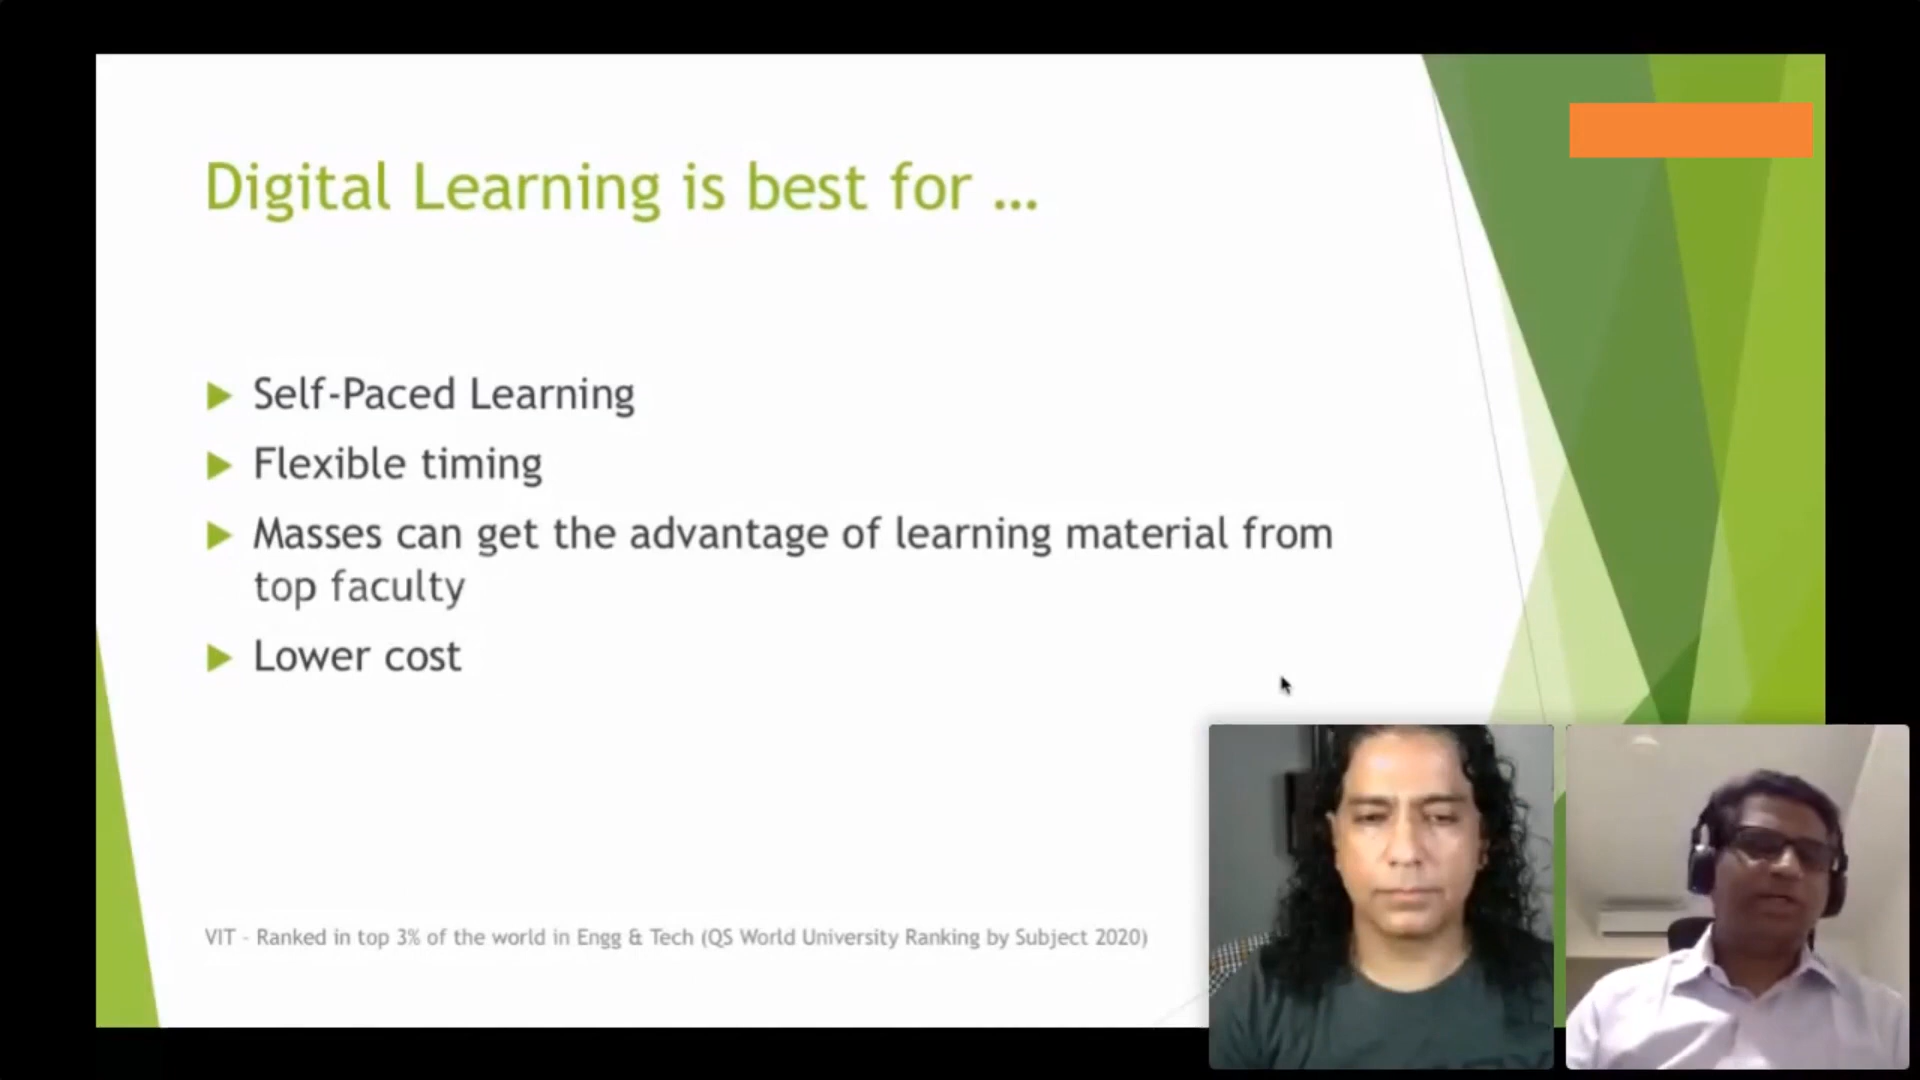 Digital Learning is best for ...
Self-Paced Learning
Flexible timing
Masses can get the advantage of learning material from
top faculty
Lower cost
VIT - Ranked in top 3% of the world in Engg & Tech (QS World University Ranking by Subject 2020)